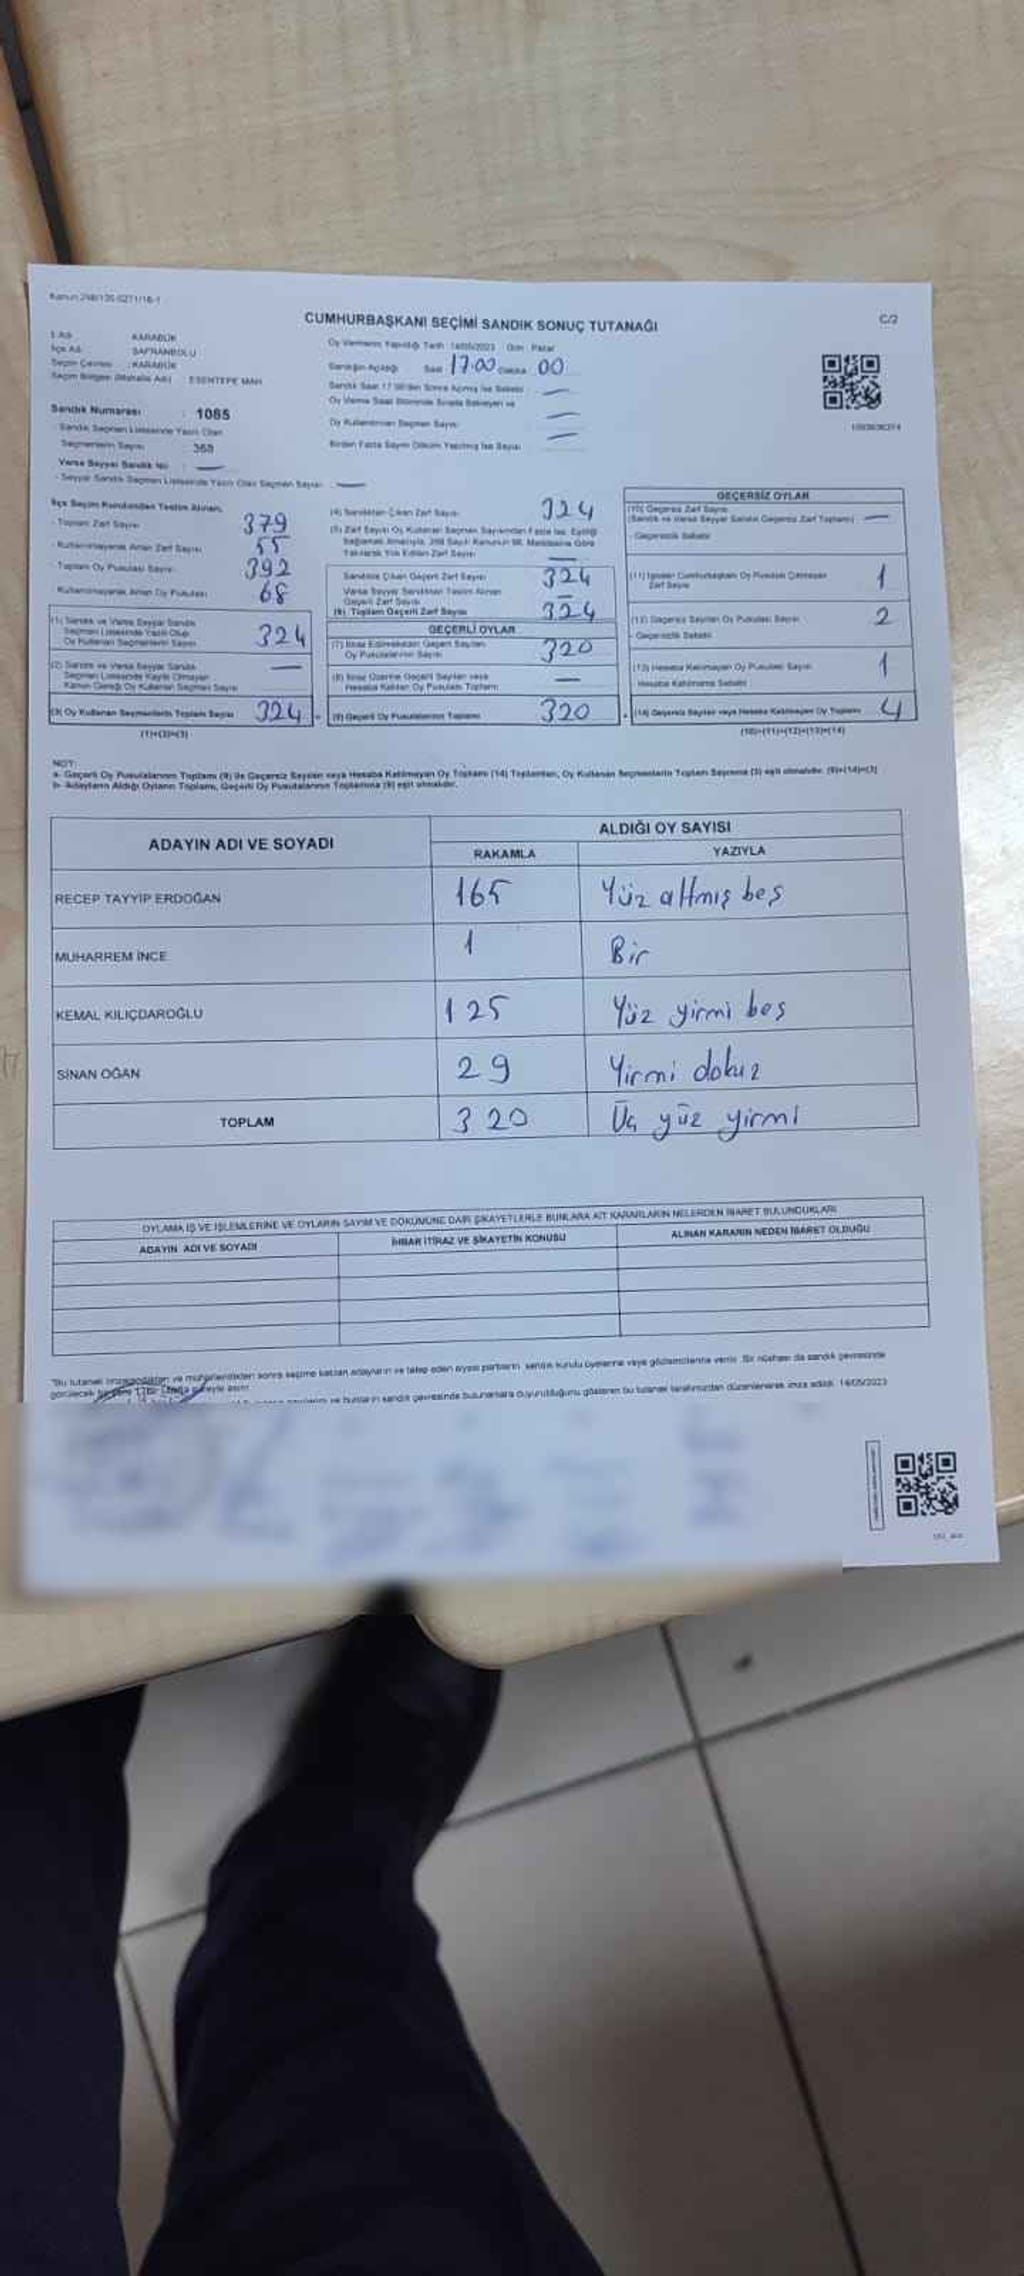 Kanun:298/135-6271/16-1
CUMHURBAŞKANI SEÇİMİ SANDIK SONUÇ TUTANAĞI
C/2
İl Adı : KARABÜK
İlçe Adı : SAFRANBOLU
Seçim Çevresi : KARABÜK
Seçim Bölgesi (Mahalle Adı) : ESENTEPE MAH
Oy Vermenin Yapıldığı Tarih : 14/05/2023 Gün : Pazar
Sandığın Açıldığı Saat 17:00 Dakika 00
Sandık Saat 17:00'den Sonra Açılmış İse Sebebi —
Oy Verme Saati Bitiminde Sırada Bekleyen ve
Oy Kullandırılan Seçmen Sayısı —
Birden Fazla Sayım Döküm Yapılmış İse Sayısı —
Sandık Numarası : 1085
Sandık Seçmen Listesinde Yazılı Olan
Seçmenlerin Sayısı : 368
Varsa Seyyar Sandık No : —
Seyyar Sandık Seçmen Listesinde Yazılı Olan Seçmen Sayısı : —
İlçe Seçim Kurulundan Teslim Alınan;
- Toplam Zarf Sayısı 379
- Kullanılmayarak Artan Zarf Sayısı 55
- Toplam Oy Pusulası Sayısı 392
Kullanılmayarak Artan Oy Pusulası 68
(1) Sandık ve Varsa Seyyar Sandık
Seçmen Listesinde Yazılı Olup
Oy Kullanan Seçmenlerin Sayısı 324
(2) Sandık ve Varsa Seyyar Sandık
Seçmen Listesinde Kayıtlı Olmayan
Kanun Gereği Oy Kullanan Seçmen Sayısı —
(3) Oy Kullanan Seçmenlerin Toplam Sayısı 324
(1)+(2)=(3)
(4) Sandıktan Çıkan Zarf Sayısı 324
(5) Zarf Sayısı Oy Kullanan Seçmen Sayısından Fazla İse, Eşitliği
Sağlamak Amacıyla, 298 Sayılı Kanunun 98. Maddesine Göre
Yakılarak Yok Edilen Zarf Sayısı —
Sandıktan Çıkan Geçerli Zarf Sayısı 324
Varsa Seyyar Sandıktan Teslim Alınan
Geçerli Zarf Sayısı —
(6) Toplam Geçerli Zarf Sayısı 324
GEÇERLİ OYLAR
(7) İtiraz Edilmeksizin Geçerli Sayılan
Oy Pusulalarının Sayısı 320
(8) İtiraz Üzerine Geçerli Sayılan veya
Hesaba Katılan Oy Pusulası Toplamı —
(9) Geçerli Oy Pusulalarının Toplamı 320
GEÇERSİZ OYLAR
(10) Geçersiz Zarf Sayısı
(Sandık ve Varsa Seyyar Sandık Geçersiz Zarf Toplamı) —
- Geçersizlik Sebebi:
(11) İçinden Cumhurbaşkanı Oy Pusulası Çıkmayan
Zarf Sayısı 1
(12) Geçersiz Sayılan Oy Pusulası Sayısı 2
- Geçersizlik Sebebi:
(13) Hesaba Katılmayan Oy Pusulası Sayısı 1
Hesaba Katılmama Sebebi:
(14) Geçersiz Sayılan veya Hesaba Katılmayan Oy Toplamı 4
(10)+(11)+(12)+(13)=(14)
NOT:
a- Geçerli Oy Pusulalarının Toplamı (9) ile Geçersiz Sayılan veya Hesaba Katılmayan Oy Toplamı (14) Toplamları, Oy Kullanan Seçmenlerin Toplam Sayısına (3) eşit olmalıdır. (9)+(14)=(3)
b- Adayların Aldığı Oyların Toplamı, Geçerli Oy Pusulalarının Toplamına (9) eşit olmalıdır.
ADAYIN ADI VE SOYADI ALDIĞI OY SAYISI
RAKAMLA YAZIYLA
RECEP TAYYİP ERDOĞAN 165 Yüz altmış beş
MUHARREM İNCE 1 Bir
KEMAL KILIÇDAROĞLU 125 Yüz yirmi beş
SİNAN OĞAN 29 Yirmi dokuz
TOPLAM 320 Üç yüz yirmi
OYLAMA İŞ VE İŞLEMLERİNE VE OYLARIN SAYIM VE DÖKÜMÜNE DAİR ŞİKAYETLERLE BUNLARA AİT KARARLARIN NELERDEN İBARET BULUNDUKLARI
ADAYIN ADI VE SOYADI İHBAR İTİRAZ VE ŞİKAYETİN KONUSU ALINAN KARARIN NEDEN İBARET OLDUĞU
"Bu tutanak imzalandıktan ve mühürlendikten sonra seçime katılan adayların ve talep eden siyasi partilerin sandık kurulu üyelerine veya gözlemcilerine verilir. Bir nüshası da sandık çevresinde
görülecek bir yere 1 hafta süreyle asılır."
ve bunların sandık çevresinde bulunanlara duyurulduğunu gösteren bu tutanak tarafımızdan düzenlenerek imza edildi. 14/05/2023